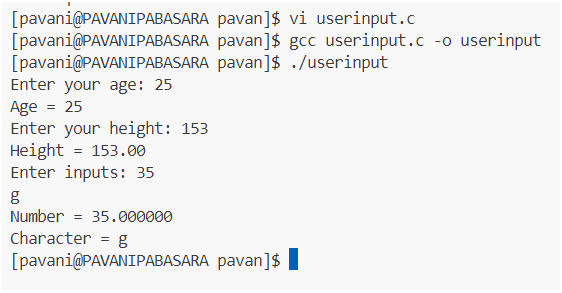 [pavani@PAVANIPABASARA pavan]$ vi userinput.c
[pavani@PAVANIPABASARA pavan]$ gcc userinput.c -o userinput
[pavani@PAVANIPABASARA pavan]$ ./userinput
Enter your age: 25
Age = 25
Enter your height: 153
Height = 153.00
Enter inputs: 35
g
Number = 35.000000
Character = g
[pavani@PAVANIPABASARA pavan]$